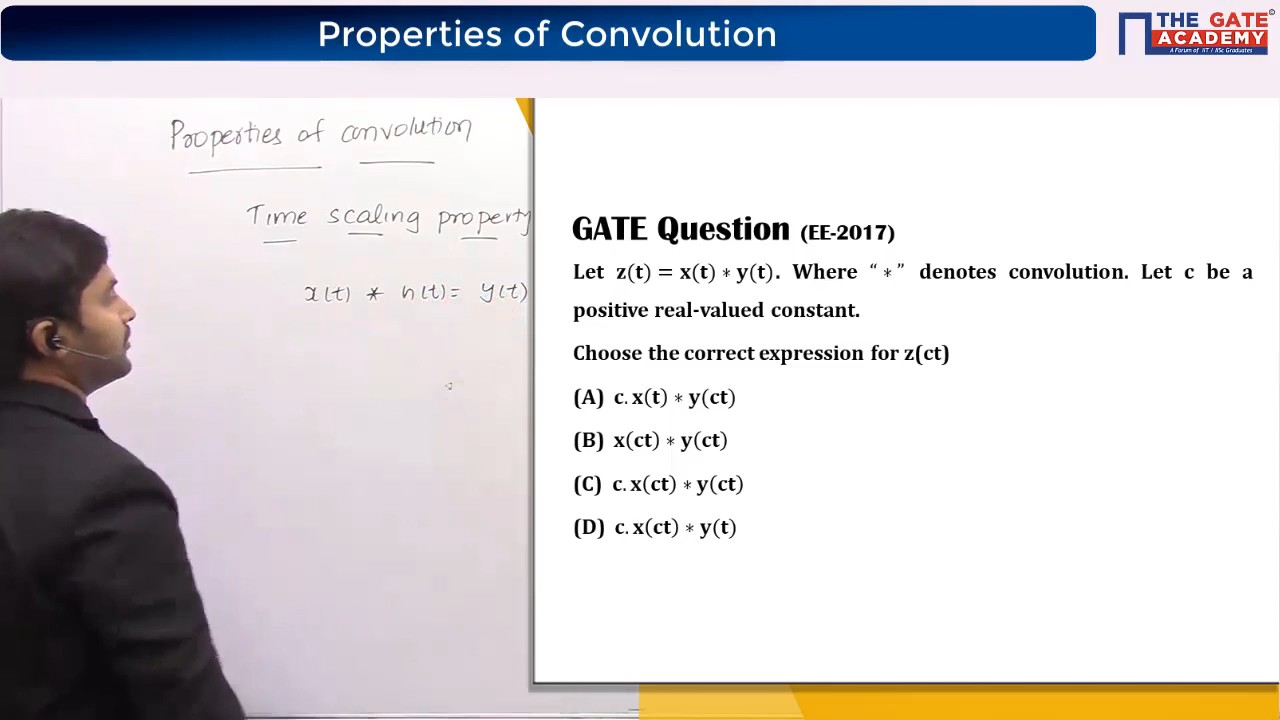 Properties of Convolution
THE GATE ACADEMY
A Forum of IIT / IISc Graduates
Properties of convolution
Time scaling property
x(t) * h(t) = y(t)
GATE Question (EE-2017)
Let z(t) = x(t) ∗ y(t). Where “∗” denotes convolution. Let c be a
positive real-valued constant.
Choose the correct expression for z(ct)
(A) c. x(t) ∗ y(ct)
(B) x(ct) ∗ y(ct)
(C) c. x(ct) ∗ y(ct)
(D) c. x(ct) ∗ y(t)